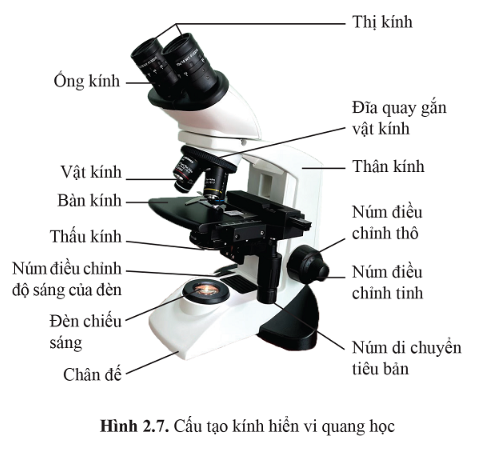 Thị kính
Ống kính
Đĩa quay gắn
vật kính
Thân kính
Vật kính
Bàn kính
Thấu kính
Núm điều
chỉnh thô
Núm điều chỉnh
độ sáng của đèn
Núm điều
chỉnh tinh
Đèn chiếu
sáng
Núm di chuyển
tiêu bản
Chân đế
Hình 2.7. Cấu tạo kính hiển vi quang học